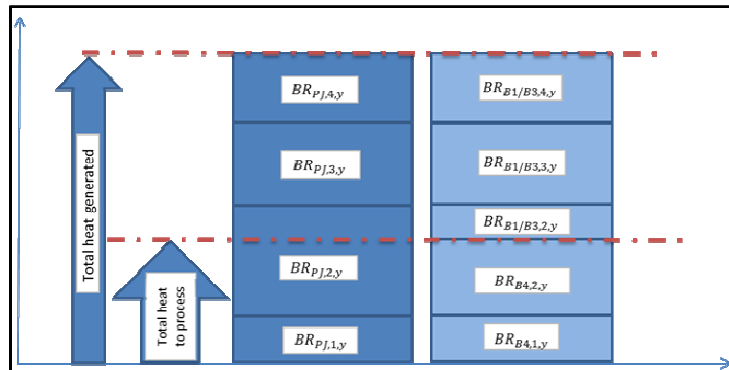 Total heat generated
Total heat
to process
BR_{PJ,4,y}
BR_{PJ,3,y}
BR_{PJ,2,y}
BR_{PJ,1,y}
BR_{B1/B3,4,y}
BR_{B1/B3,3,y}
BR_{B1/B3,2,y}
BR_{B4,2,y}
BR_{B4,1,y}